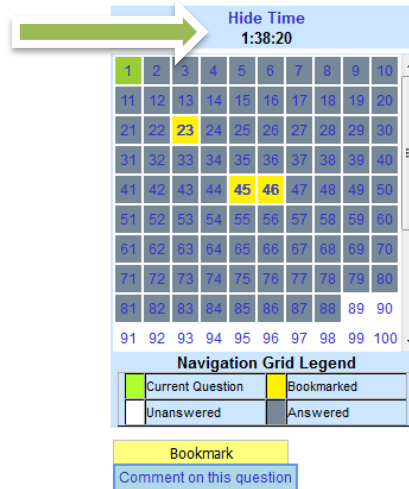 Hide Time
1:38:20
1 2 3 4 5 6 7 8 9 10
11 12 13 14 15 16 17 18 19 20
21 22 23 24 25 26 27 28 29 30
31 32 33 34 35 36 37 38 39 40
41 42 43 44 45 46 47 48 49 50
51 52 53 54 55 56 57 58 59 60
61 62 63 64 65 66 67 68 69 70
71 72 73 74 75 76 77 78 79 80
81 82 83 84 85 86 87 88 89 90
91 92 93 94 95 96 97 98 99 100
Navigation Grid Legend
Current Question Bookmarked
Unanswered Answered
Bookmark
Comment on this question